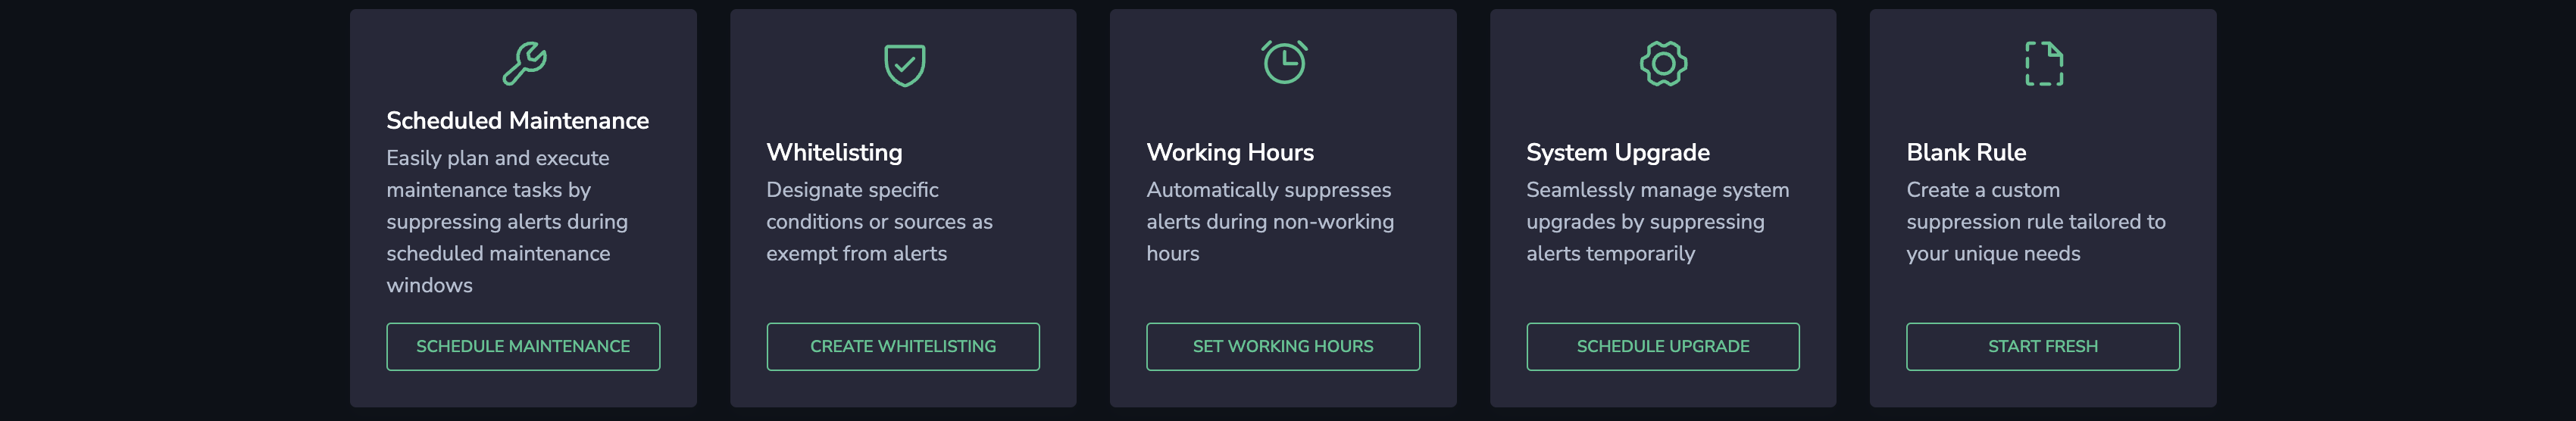 Scheduled Maintenance
Easily plan and execute
maintenance tasks by
suppressing alerts during
scheduled maintenance
windows
SCHEDULE MAINTENANCE
Whitelisting
Designate specific
conditions or sources as
exempt from alerts
CREATE WHITELISTING
Working Hours
Automatically suppresses
alerts during non-working
hours
SET WORKING HOURS
System Upgrade
Seamlessly manage system
upgrades by suppressing
alerts temporarily
SCHEDULE UPGRADE
Blank Rule
Create a custom
suppression rule tailored to
your unique needs
START FRESH